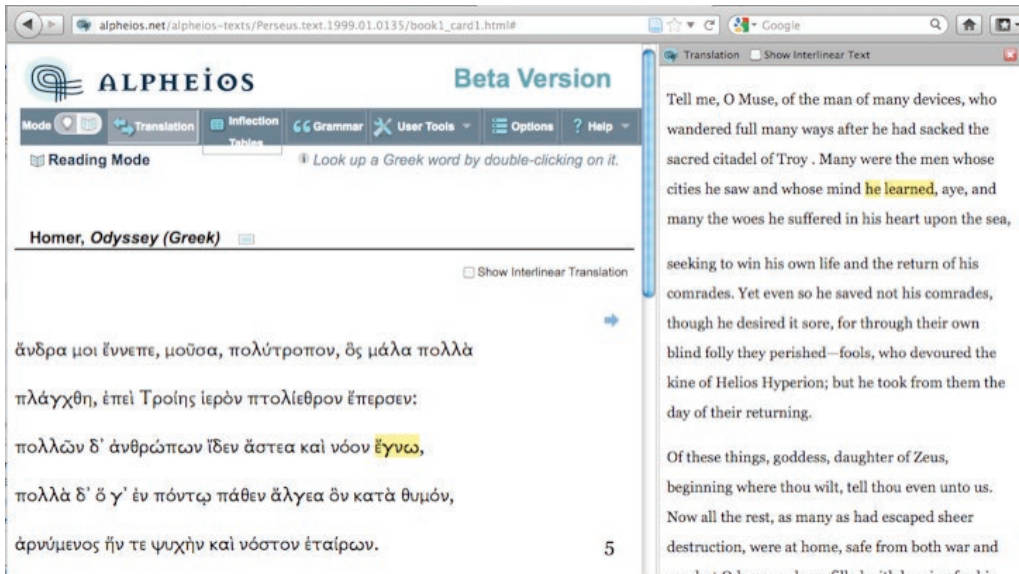 alpheios.net/alpheios-texts/Perseus.text.1999.01.0135/book1_card1.html#
Google
ALPHEIOS
Beta Version
Mode
Translation
Inflection Tables
Grammar
User Tools
Options
? Help
Reading Mode
Look up a Greek word by double-clicking on it.
Homer, Odyssey (Greek)
Show Interlinear Translation
ἄνδρα μοι ἔννεπε, μοῦσα, πολύτροπον, ὃς μάλα πολλὰ
πλάγχθη, ἐπεὶ Τροίης ἱερὸν πτολίεθρον ἔπερσεν:
πολλῶν δ' ἀνθρώπων ἴδεν ἄστεα καὶ νόον ἔγνω,
πολλὰ δ' ὅ γ' ἐν πόντῳ πάθεν ἄλγεα ὃν κατὰ θυμόν,
ἀρνύμενος ἥν τε ψυχὴν καὶ νόστον ἑταίρων.
5
Translation Show Interlinear Text
Tell me, O Muse, of the man of many devices, who
wandered full many ways after he had sacked the
sacred citadel of Troy . Many were the men whose
cities he saw and whose mind he learned, aye, and
many the woes he suffered in his heart upon the sea,
seeking to win his own life and the return of his
comrades. Yet even so he saved not his comrades,
though he desired it sore, for through their own
blind folly they perished—fools, who devoured the
kine of Helios Hyperion; but he took from them the
day of their returning.
Of these things, goddess, daughter of Zeus,
beginning where thou wilt, tell thou even unto us.
Now all the rest, as many as had escaped sheer
destruction, were at home, safe from both war and